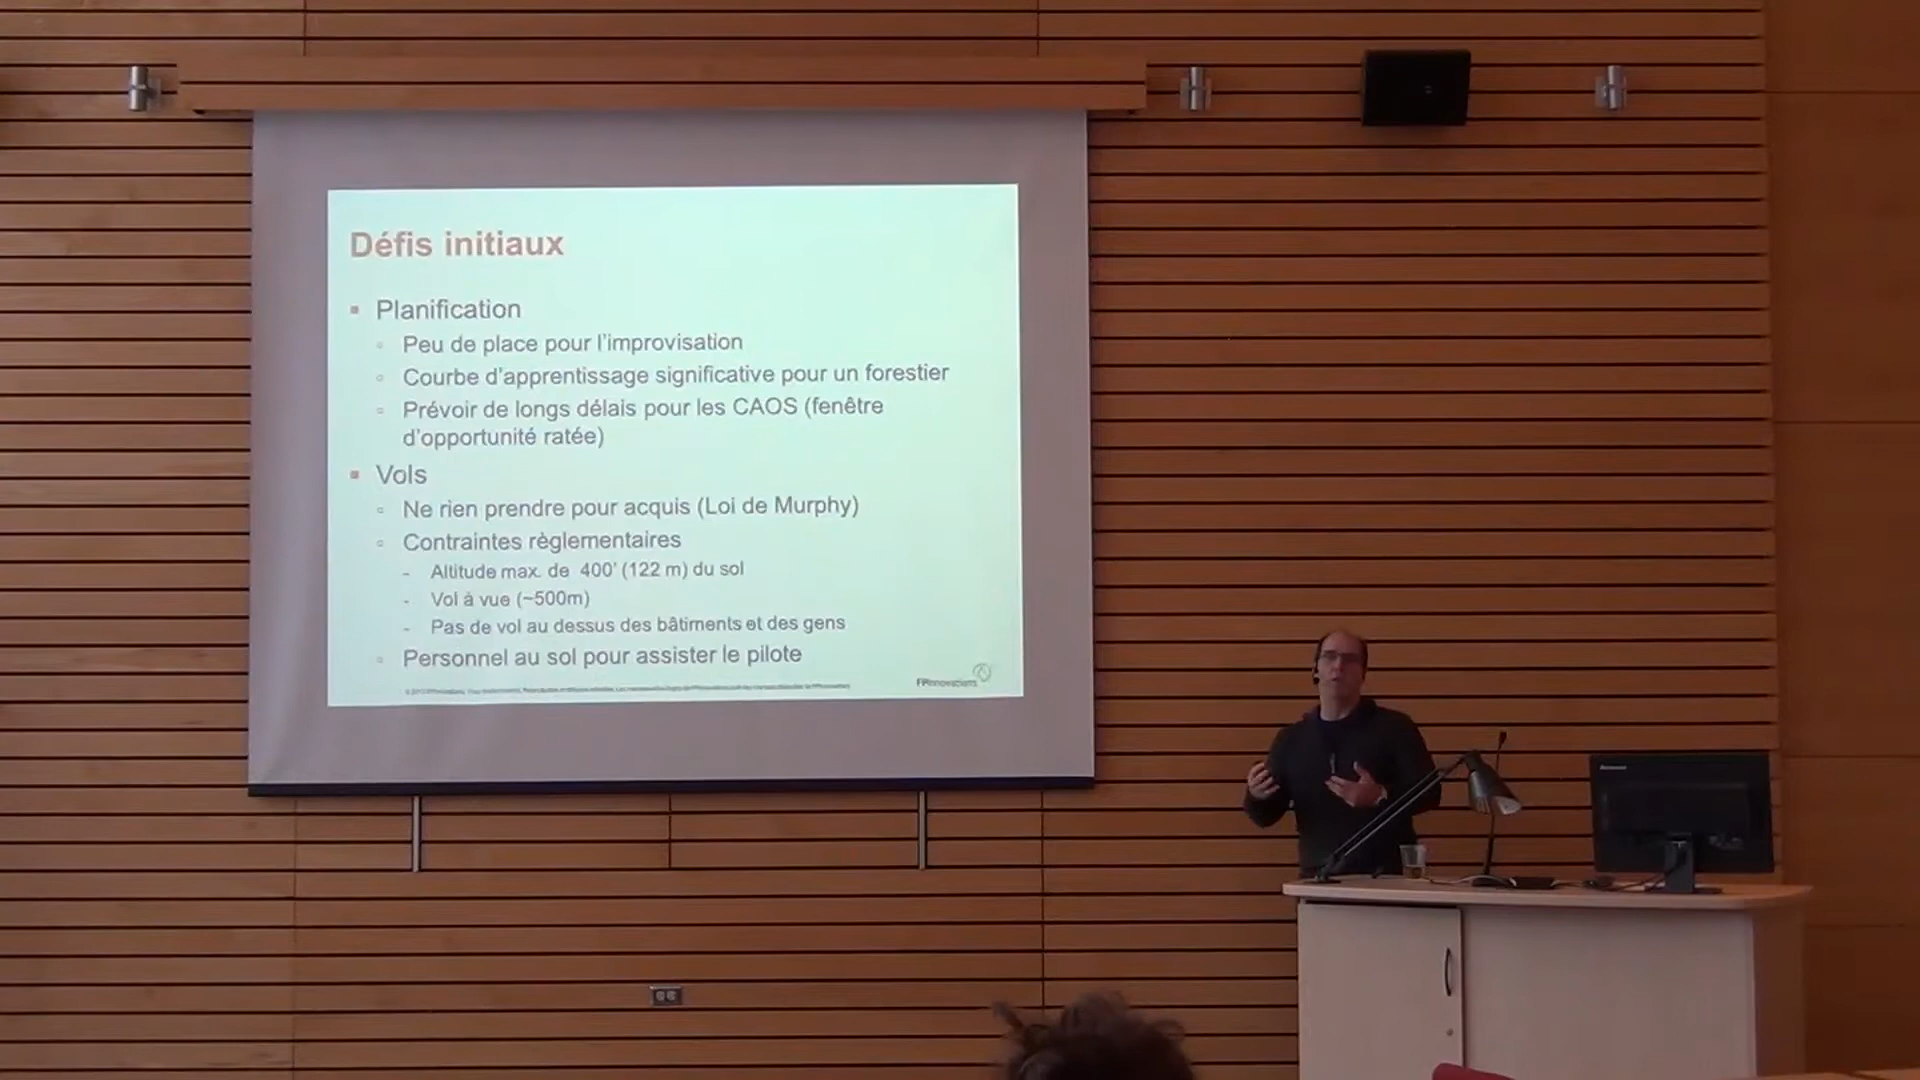 Défis initiaux
▪ Planification
▫ Peu de place pour l'improvisation
▫ Courbe d'apprentissage significative pour un forestier
▫ Prévoir de longs délais pour les CAOS (fenêtre
d'opportunité ratée)
▪ Vols
▫ Ne rien prendre pour acquis (Loi de Murphy)
▫ Contraintes règlementaires
- Altitude max. de 400' (122 m) du sol
- Vol à vue (~500m)
- Pas de vol au dessus des bâtiments et des gens
▫ Personnel au sol pour assister le pilote
FPInnovations